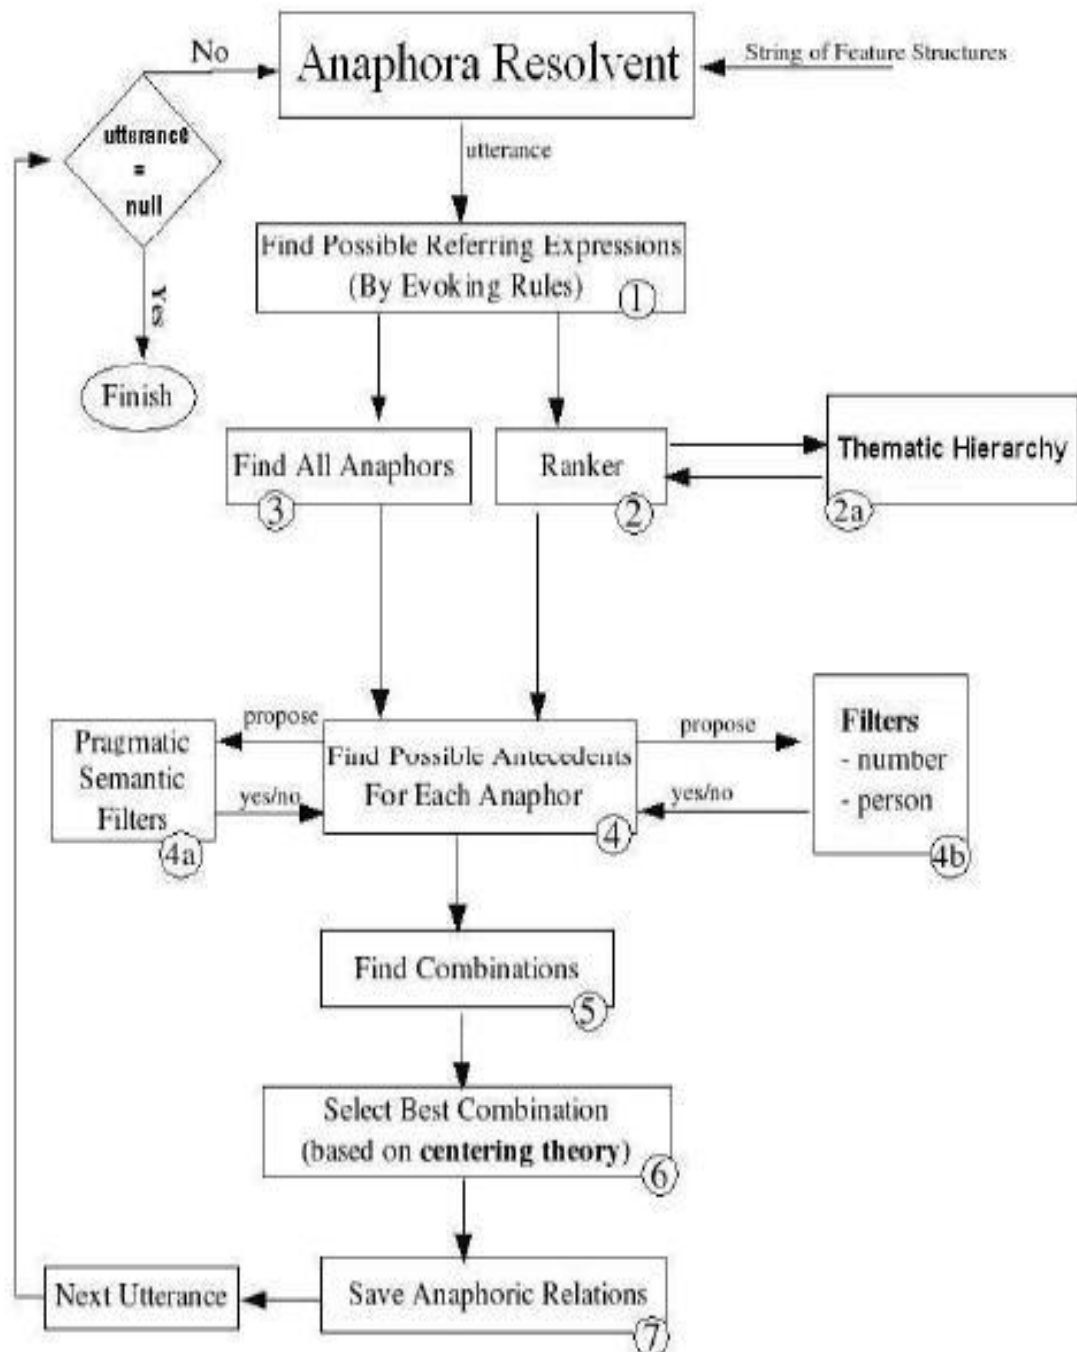 No
Anaphora Resolvent
String of Feature Structures
utterance
=
null
utterance
Yes
Finish
Find Possible Referring Expressions
(By Evoking Rules)
1
Find All Anaphors
3
Ranker
2
Thematic Hierarchy
2a
Pragmatic
Semantic
Filters
4a
propose
yes/no
Find Possible Antecedents
For Each Anaphor
4
propose
yes/no
Filters
- number
- person
4b
Find Combinations
5
Select Best Combination
(based on centering theory)
6
Next Utterance
Save Anaphoric Relations
7